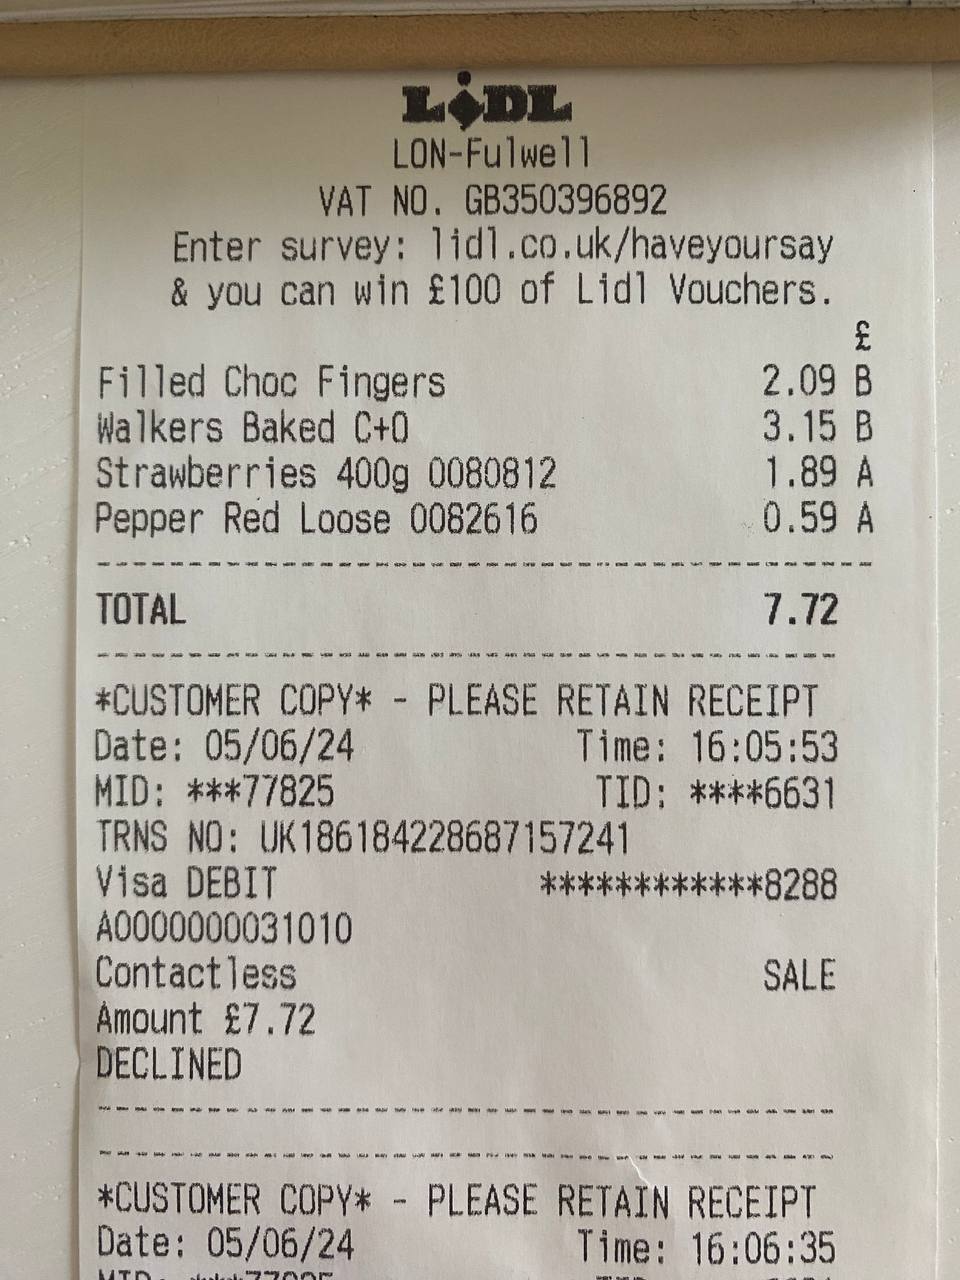 LiDL
LON-Fulwell
VAT NO. GB350396892
Enter survey: lidl.co.uk/haveyoursay
& you can win £100 of Lidl Vouchers.
£
Filled Choc Fingers 2.09 B
Walkers Baked C+O 3.15 B
Strawberries 400g 0080812 1.89 A
Pepper Red Loose 0082616 0.59 A
TOTAL 7.72
*CUSTOMER COPY* - PLEASE RETAIN RECEIPT
Date: 05/06/24 Time: 16:05:53
MID: ***77825 TID: ****6631
TRNS NO: UK186184228687157241
Visa DEBIT ************8288
A0000000031010
Contactless SALE
Amount £7.72
DECLINED
*CUSTOMER COPY* - PLEASE RETAIN RECEIPT
Date: 05/06/24 Time: 16:06:35
MID: ***77825